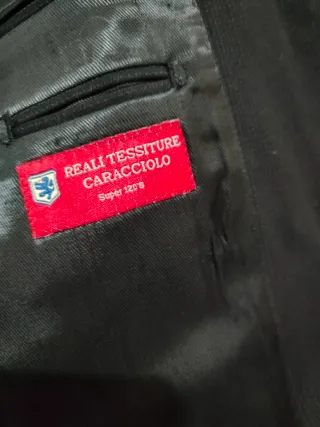 REALI TESSITURE
CARACCIOLO
Super 120'S